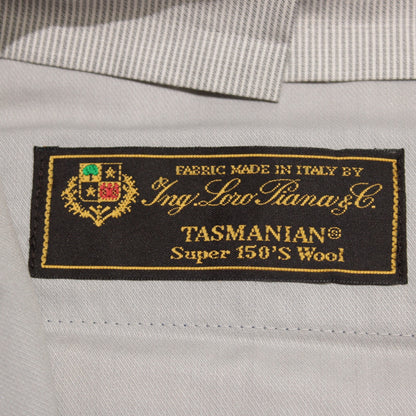 FABRIC MADE IN ITALY BY
Ing. Loro Piana & C.
TASMANIAN®
Super 150'S Wool